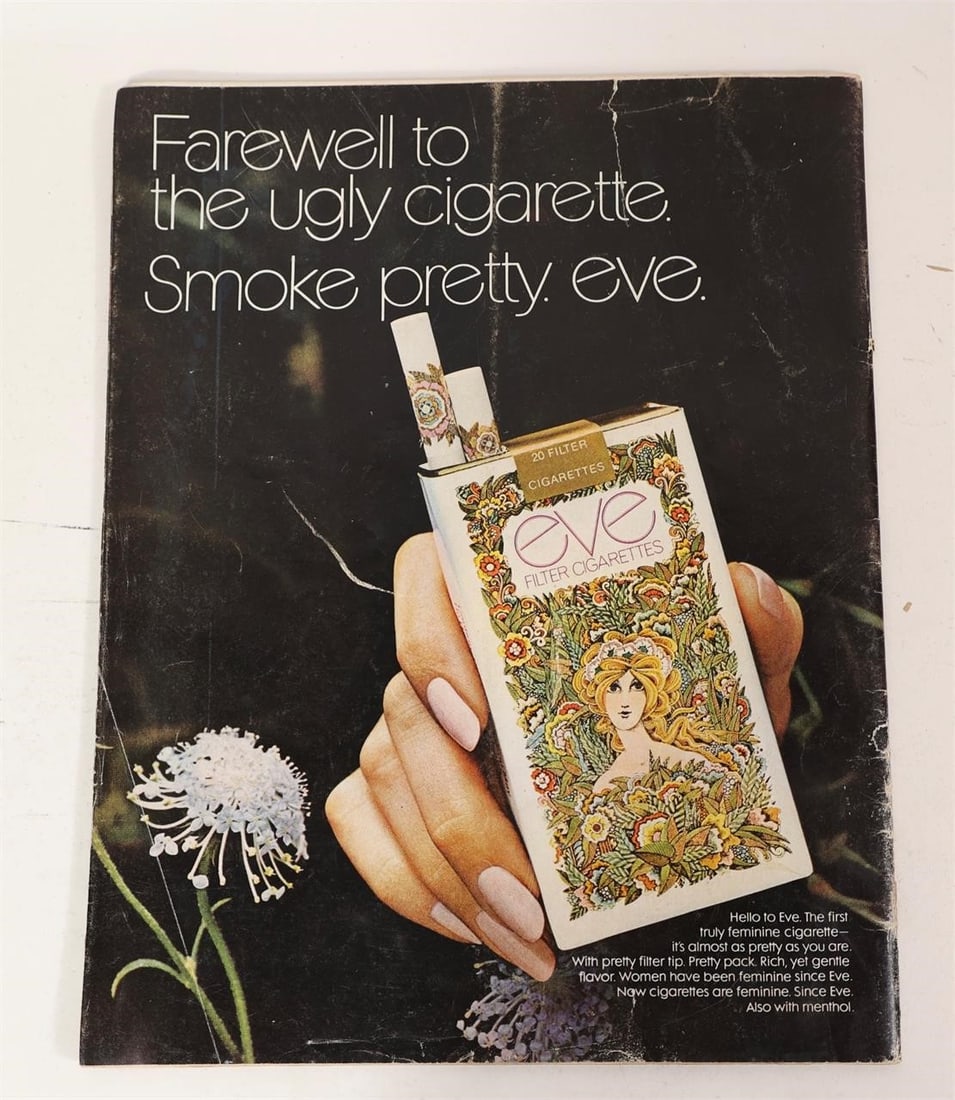 Farewell to
the ugly cigarette.
Smoke pretty. eve.
20 FILTER
CIGARETTES
eve
FILTER CIGARETTES
Hello to Eve. The first
truly feminine cigarette—
it's almost as pretty as you are.
With pretty filter tip. Pretty pack. Rich, yet gentle
flavor. Women have been feminine since Eve.
Now cigarettes are feminine. Since Eve.
Also with menthol.